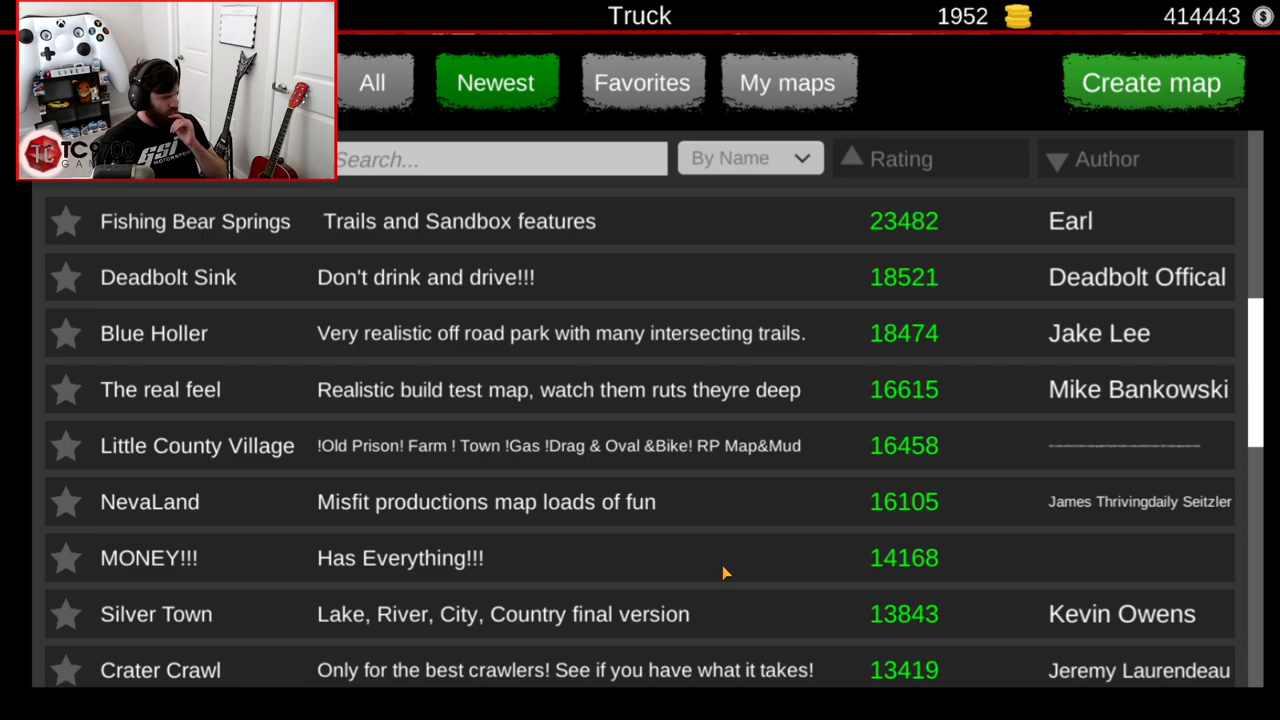 Truck
1952
414443
All
Newest
Favorites
My maps
Create map
TC9700
GAM
GSI
MOTORSPORT
Search...
By Name
Rating
Author
Fishing Bear Springs Trails and Sandbox features 23482 Earl
Deadbolt Sink Don't drink and drive!!! 18521 Deadbolt Offical
Blue Holler Very realistic off road park with many intersecting trails. 18474 Jake Lee
The real feel Realistic build test map, watch them ruts theyre deep 16615 Mike Bankowski
Little County Village !Old Prison! Farm ! Town !Gas !Drag & Oval &Bike! RP Map&Mud 16458
NevaLand Misfit productions map loads of fun 16105 James Thrivingdaily Seitzler
MONEY!!! Has Everything!!! 14168
Silver Town Lake, River, City, Country final version 13843 Kevin Owens
Crater Crawl Only for the best crawlers! See if you have what it takes! 13419 Jeremy Laurendeau